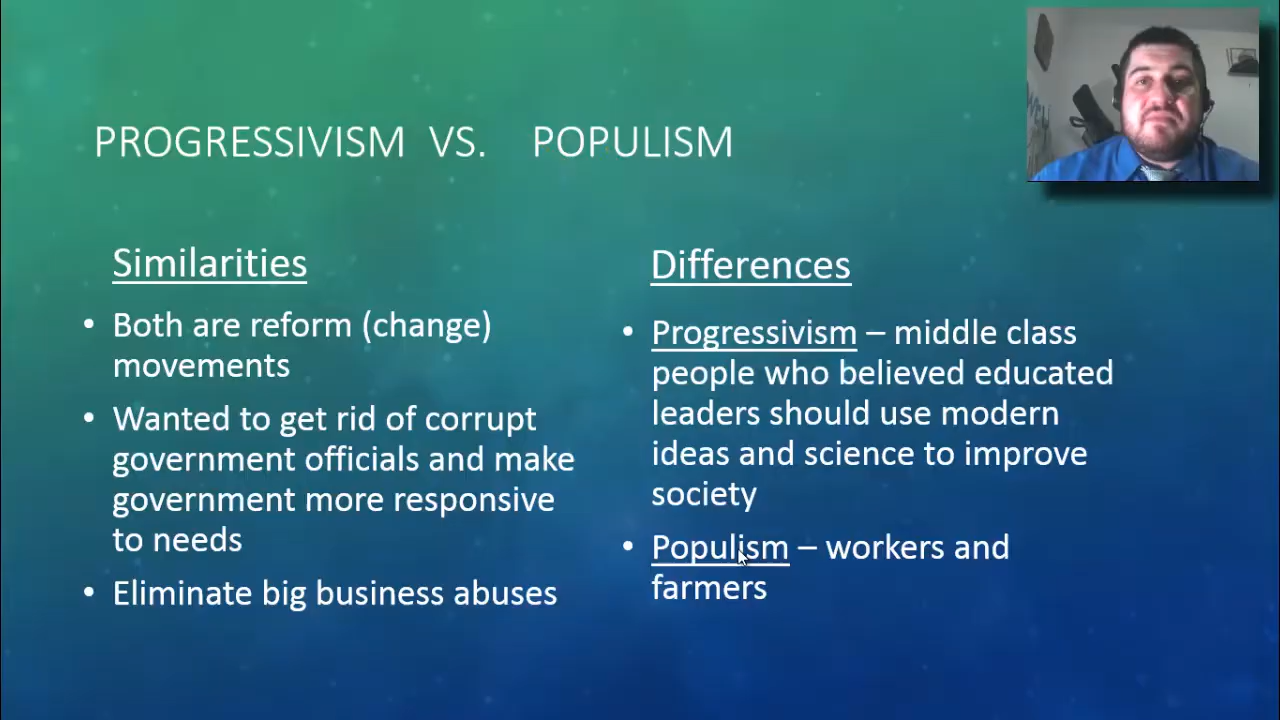 PROGRESSIVISM VS. POPULISM
Similarities
• Both are reform (change)
movements
• Wanted to get rid of corrupt
government officials and make
government more responsive
to needs
• Eliminate big business abuses
Differences
• Progressivism – middle class
people who believed educated
leaders should use modern
ideas and science to improve
society
• Populism – workers and
farmers